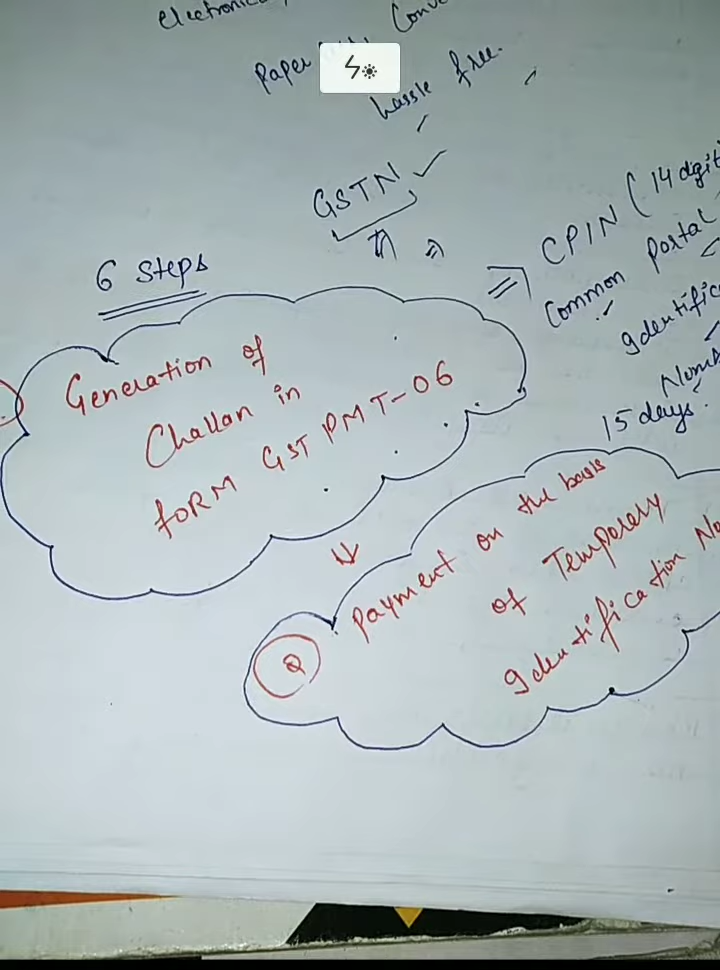 Paper
hassle free.
GSTN
6 Steps
CPIN (14 dgit
Common Portal
15 days.
Generation of
Challan in
FORM GST PMT-06
Payment on the basis
of Temporary
Identification No
2